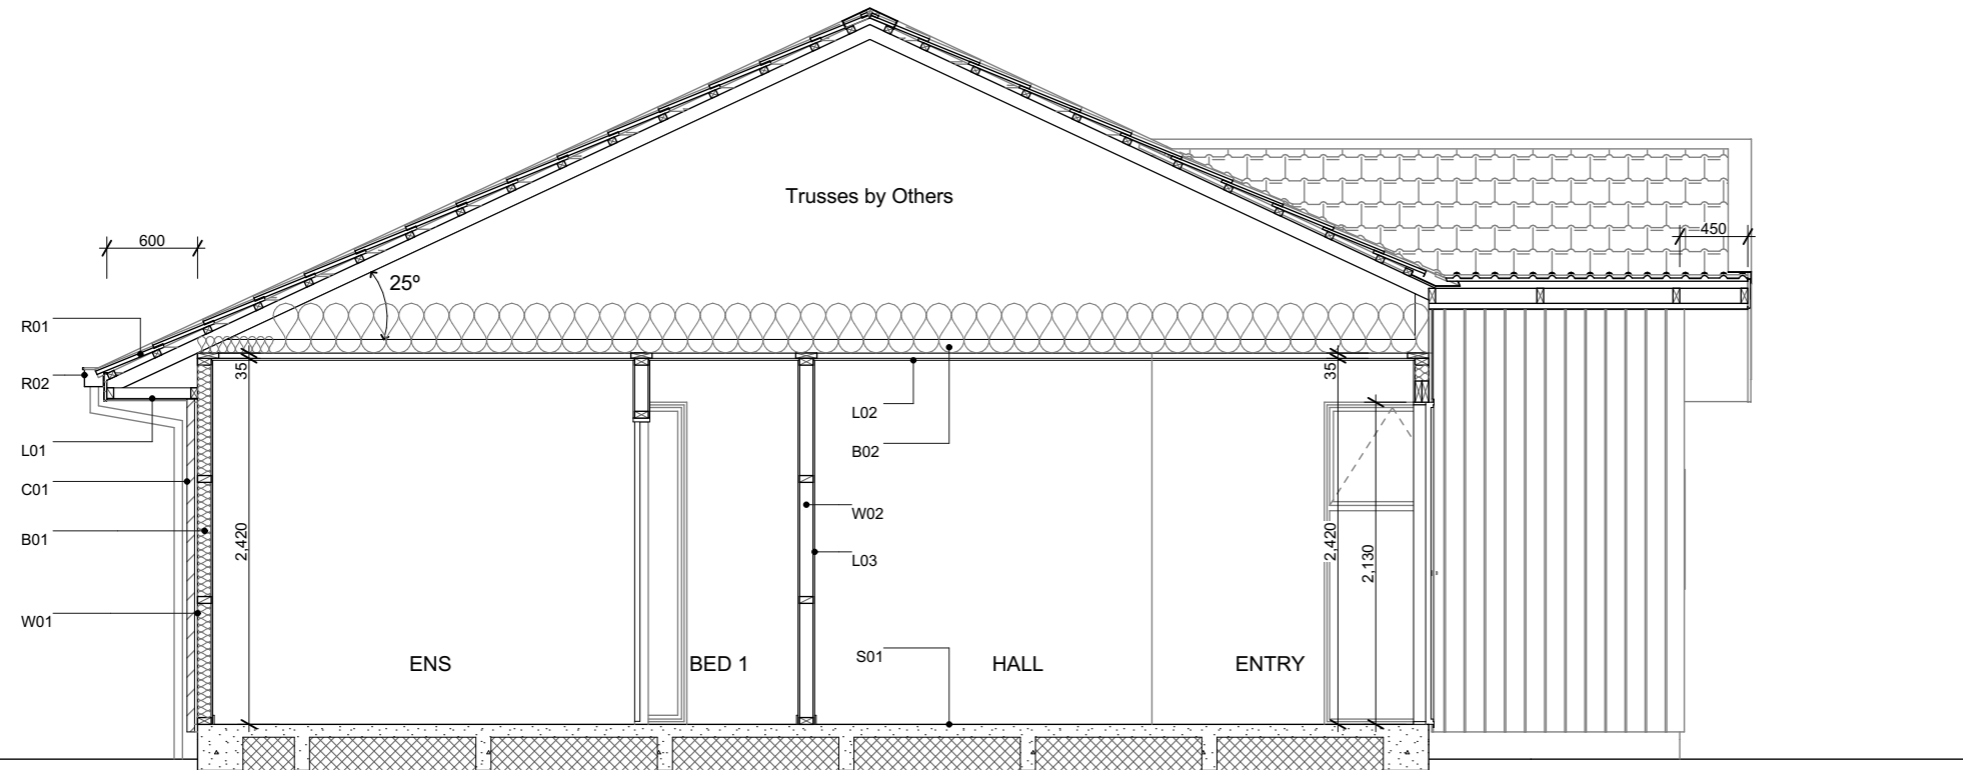 Trusses by Others
600
450
25°
R01
R02
35
35
L02
L01
B02
C01
W02
B01
2,420
2,420
2,130
L03
W01
S01
ENS
BED 1
HALL
ENTRY